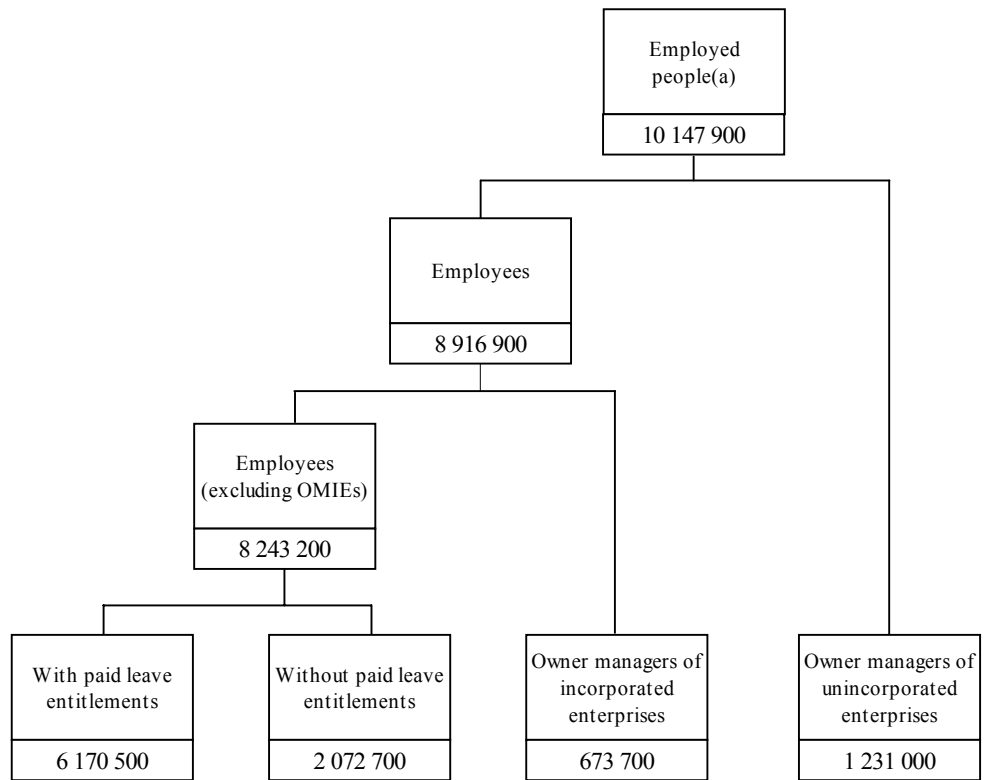 Employed
people(a)
10 147 900
Employees
8 916 900
Employees
(excluding OMIEs)
8 243 200
With paid leave
entitlements
6 170 500
Without paid leave
entitlements
2 072 700
Owner managers of
incorporated
enterprises
673 700
Owner managers of
unincorporated
enterprises
1 231 000